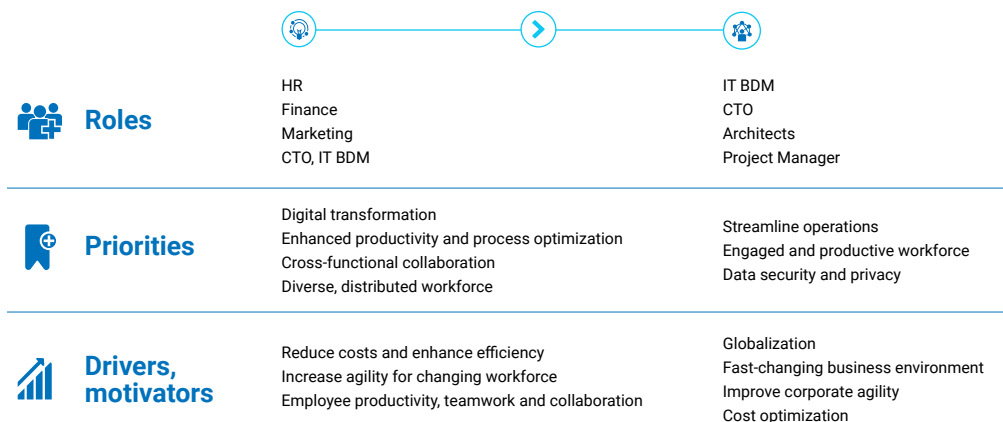 Roles
HR
Finance
Marketing
CTO, IT BDM
IT BDM
CTO
Architects
Project Manager
Priorities
Digital transformation
Enhanced productivity and process optimization
Cross-functional collaboration
Diverse, distributed workforce
Streamline operations
Engaged and productive workforce
Data security and privacy
Drivers,
motivators
Reduce costs and enhance efficiency
Increase agility for changing workforce
Employee productivity, teamwork and collaboration
Globalization
Fast-changing business environment
Improve corporate agility
Cost optimization